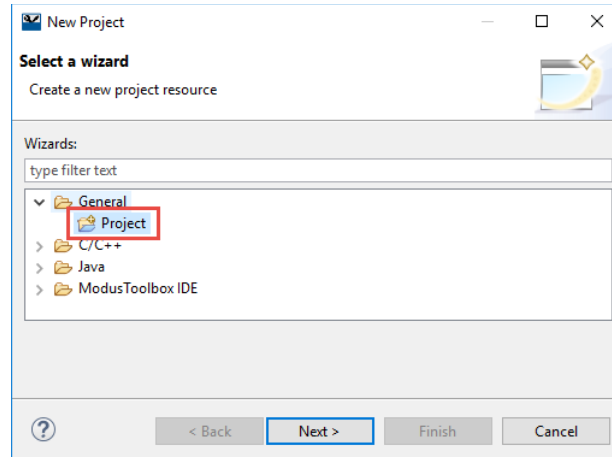 New Project
Select a wizard
Create a new project resource
Wizards:
type filter text
General
Project
C/C++
Java
ModusToolbox IDE
? < Back Next > Finish Cancel